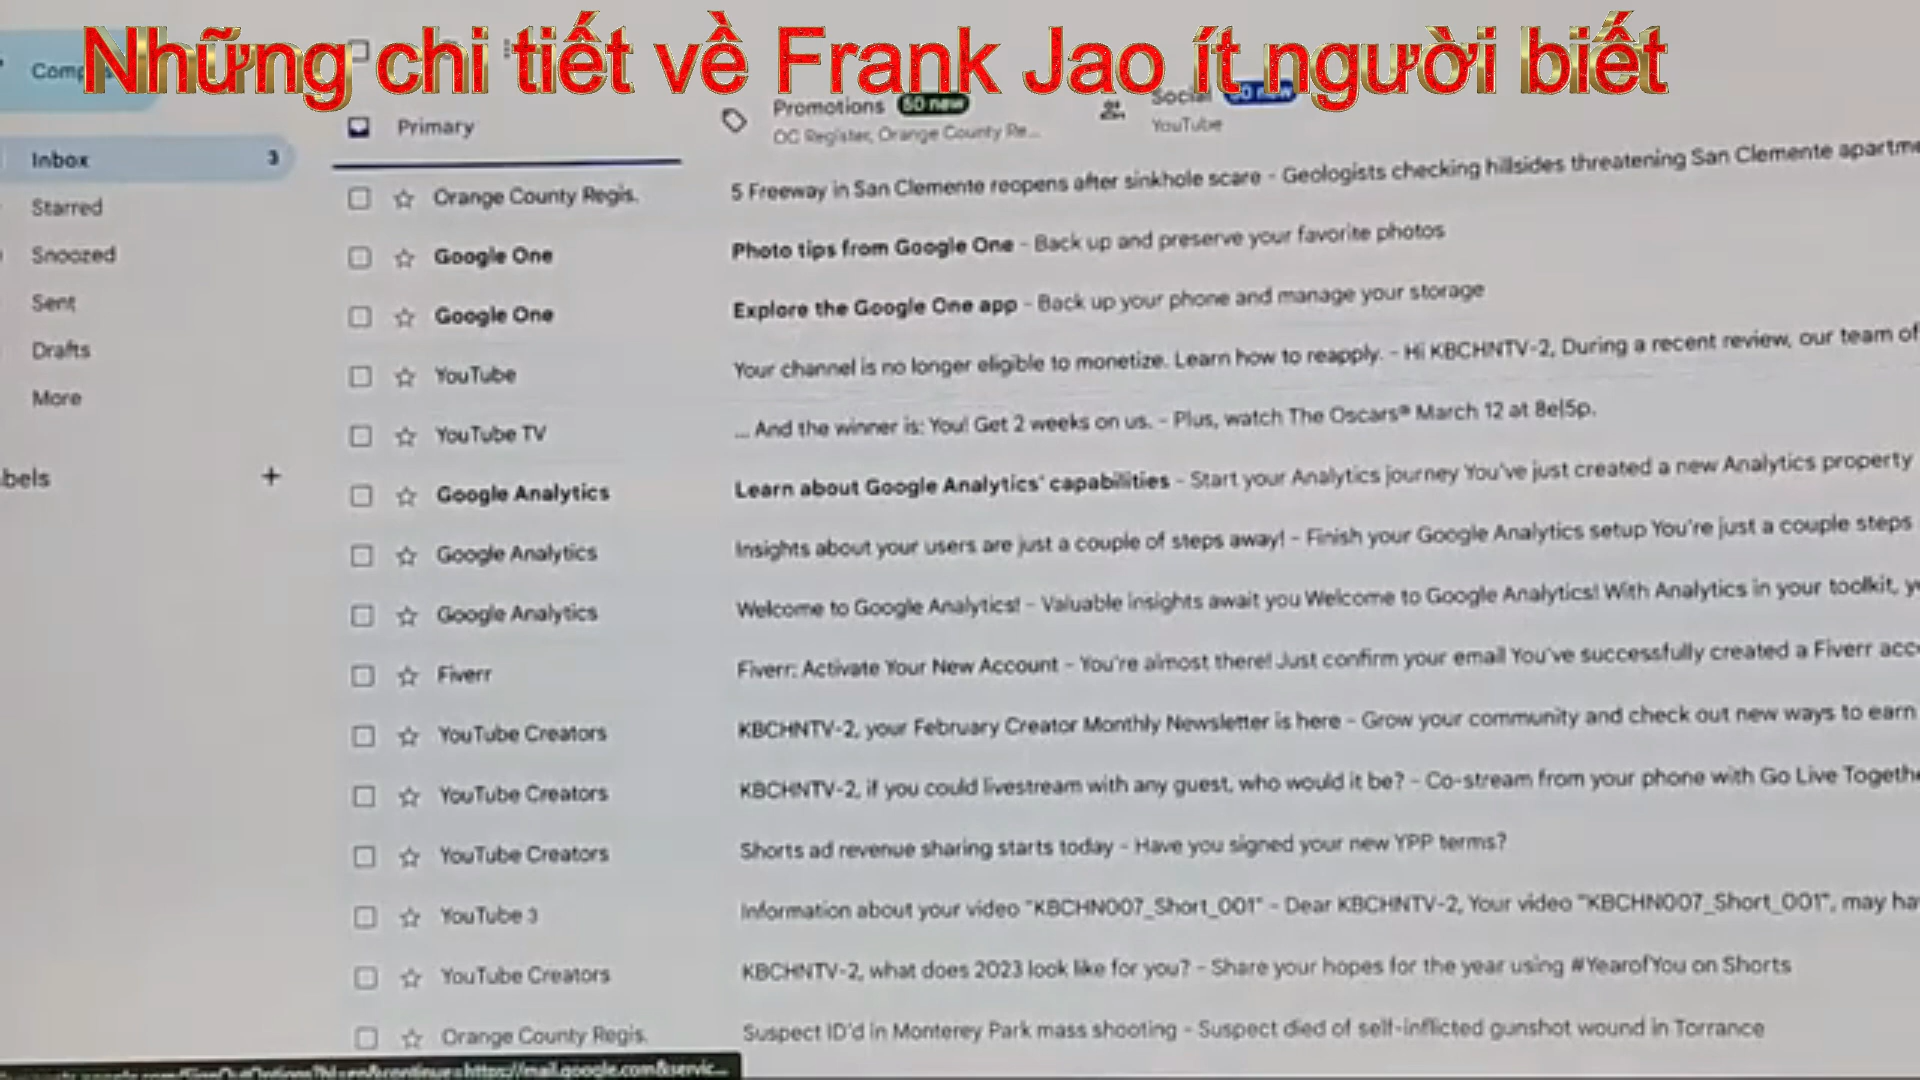 Những chi tiết về Frank Jao ít người biết
Primary
Promotions 50 new
OC Register, Orange County Re...
Social 50 new
YouTube
Inbox 3
Starred
Snoozed
Sent
Drafts
More
bels +
Orange County Regis. 5 Freeway in San Clemente reopens after sinkhole scare - Geologists checking hillsides threatening San Clemente apartme
Google One Photo tips from Google One - Back up and preserve your favorite photos
Google One Explore the Google One app - Back up your phone and manage your storage
YouTube Your channel is no longer eligible to monetize. Learn how to reapply. - Hi KBCHNTV-2, During a recent review, our team of
YouTube TV ... And the winner is: You! Get 2 weeks on us. - Plus, watch The Oscars® March 12 at 8e|5p.
Google Analytics Learn about Google Analytics' capabilities - Start your Analytics journey You've just created a new Analytics property
Google Analytics Insights about your users are just a couple of steps away! - Finish your Google Analytics setup You're just a couple steps
Google Analytics Welcome to Google Analytics! - Valuable insights await you Welcome to Google Analytics! With Analytics in your toolkit, y
Fiverr Fiverr: Activate Your New Account - You're almost there! Just confirm your email You've successfully created a Fiverr acc
YouTube Creators KBCHNTV-2, your February Creator Monthly Newsletter is here - Grow your community and check out new ways to earn
YouTube Creators KBCHNTV-2, if you could livestream with any guest, who would it be? - Co-stream from your phone with Go Live Togethe
YouTube Creators Shorts ad revenue sharing starts today - Have you signed your new YPP terms?
YouTube 3 Information about your video "KBCHN007_Short_001" - Dear KBCHNTV-2, Your video "KBCHN007_Short_001", may ha
YouTube Creators KBCHNTV-2, what does 2023 look like for you? - Share your hopes for the year using #YearofYou on Shorts
Orange County Regis. Suspect ID'd in Monterey Park mass shooting - Suspect died of self-inflicted gunshot wound in Torrance